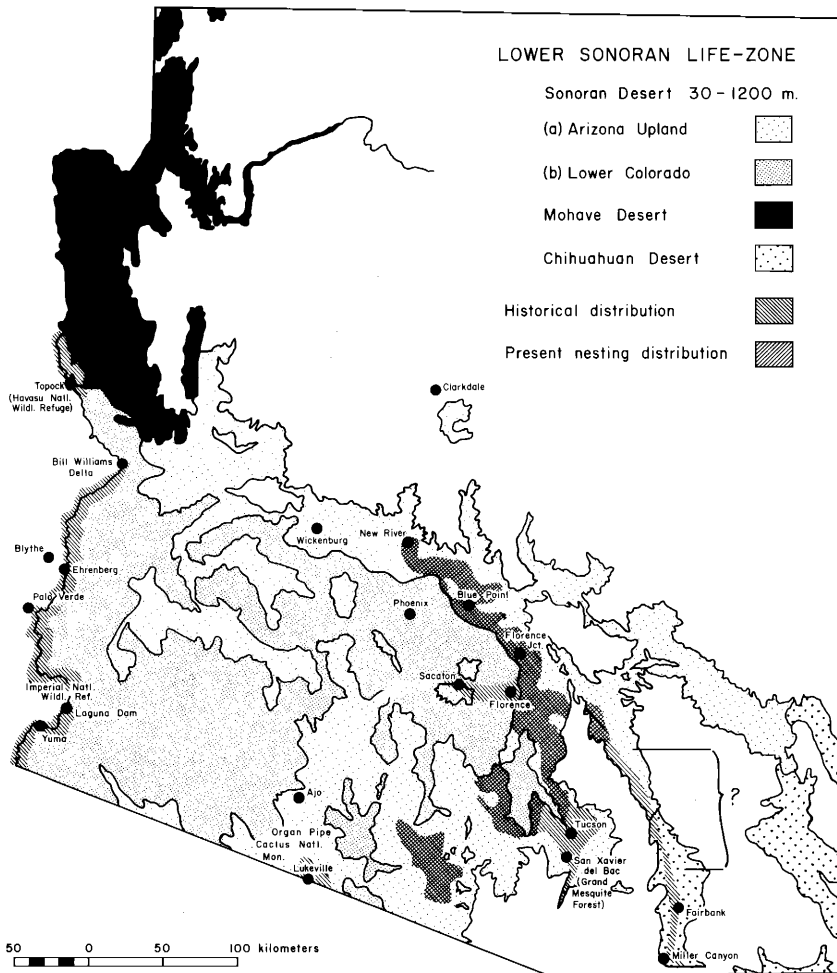 LOWER SONORAN LIFE-ZONE
Sonoran Desert 30-1200 m.
(a) Arizona Upland
(b) Lower Colorado
Mohave Desert
Chihuahuan Desert
Historical distribution
Present nesting distribution
Clarkdale
Topock
(Havasu Natl.
Wildl. Refuge)
Bill Williams
Delta
Wickenburg
New River
Blythe
Ehrenberg
Palo Verde
Phoenix
Blue Point
Florence
Jct.
Sacaton
Florence
Imperial Natl.
Wildl. Ref.
Laguna Dam
Yuma
?
Ajo
Organ Pipe
Cactus Natl.
Mon.
Lukeville
Tucson
San Xavier
del Bac
(Grand
Mesquite
Forest)
Fairbank
Miller Canyon
50 0 50 100 kilometers